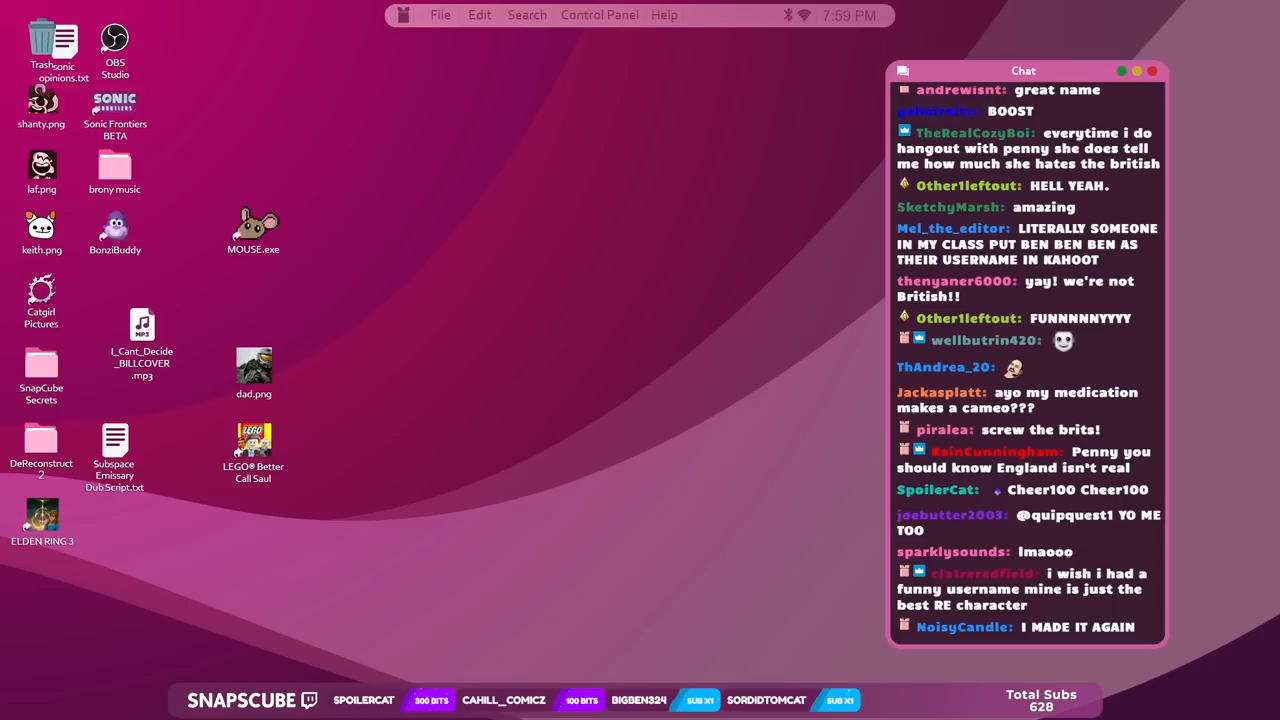 File Edit Search Control Panel Help 7:59 PM
Trash
sonic
opinions.txt
OBS
Studio
shanty.png
SONIC
FRONTIERS
Sonic Frontiers
BETA
laf.png
brony music
keith.png
BonziBuddy
MOUSE.exe
Catgirl
Pictures
MP3
I_Cant_Decide
_BILLCOVER
.mp3
SnapCube
Secrets
dad.png
DeReconstruct
2
Subspace
Emissary
Dub Script.txt
LEGO
LEGO® Better
Call Saul
ELDEN RING 3
Chat
andrewisnt: great name
BOOST
TheRealCozyBoi: everytime i do
hangout with penny she does tell
me how much she hates the british
Other1leftout: HELL YEAH.
SketchyMarsh: amazing
Mel_the_editor: LITERALLY SOMEONE
IN MY CLASS PUT BEN BEN BEN AS
THEIR USERNAME IN KAHOOT
thenyaner6000: yay! we're not
British!!
Other1leftout: FUNNNNNYYYY
wellbutrin420:
ThAndrea_20:
Jackasplatt: ayo my medication
makes a cameo???
piralea: screw the brits!
KainCunningham: Penny you
should know England isn't real
SpoilerCat: Cheer100 Cheer100
joebutter2003: @quipquest1 YO ME
TOO
sparklysounds: lmaooo
cla1reredfield: i wish i had a
funny username mine is just the
best RE character
NoisyCandle: I MADE IT AGAIN
SNAPSCUBE SPOILERCAT 300 BITS CAHILL_COMICZ 100 BITS BIGBEN324 SUB X1 SORDIDTOMCAT SUB X1
Total Subs
628